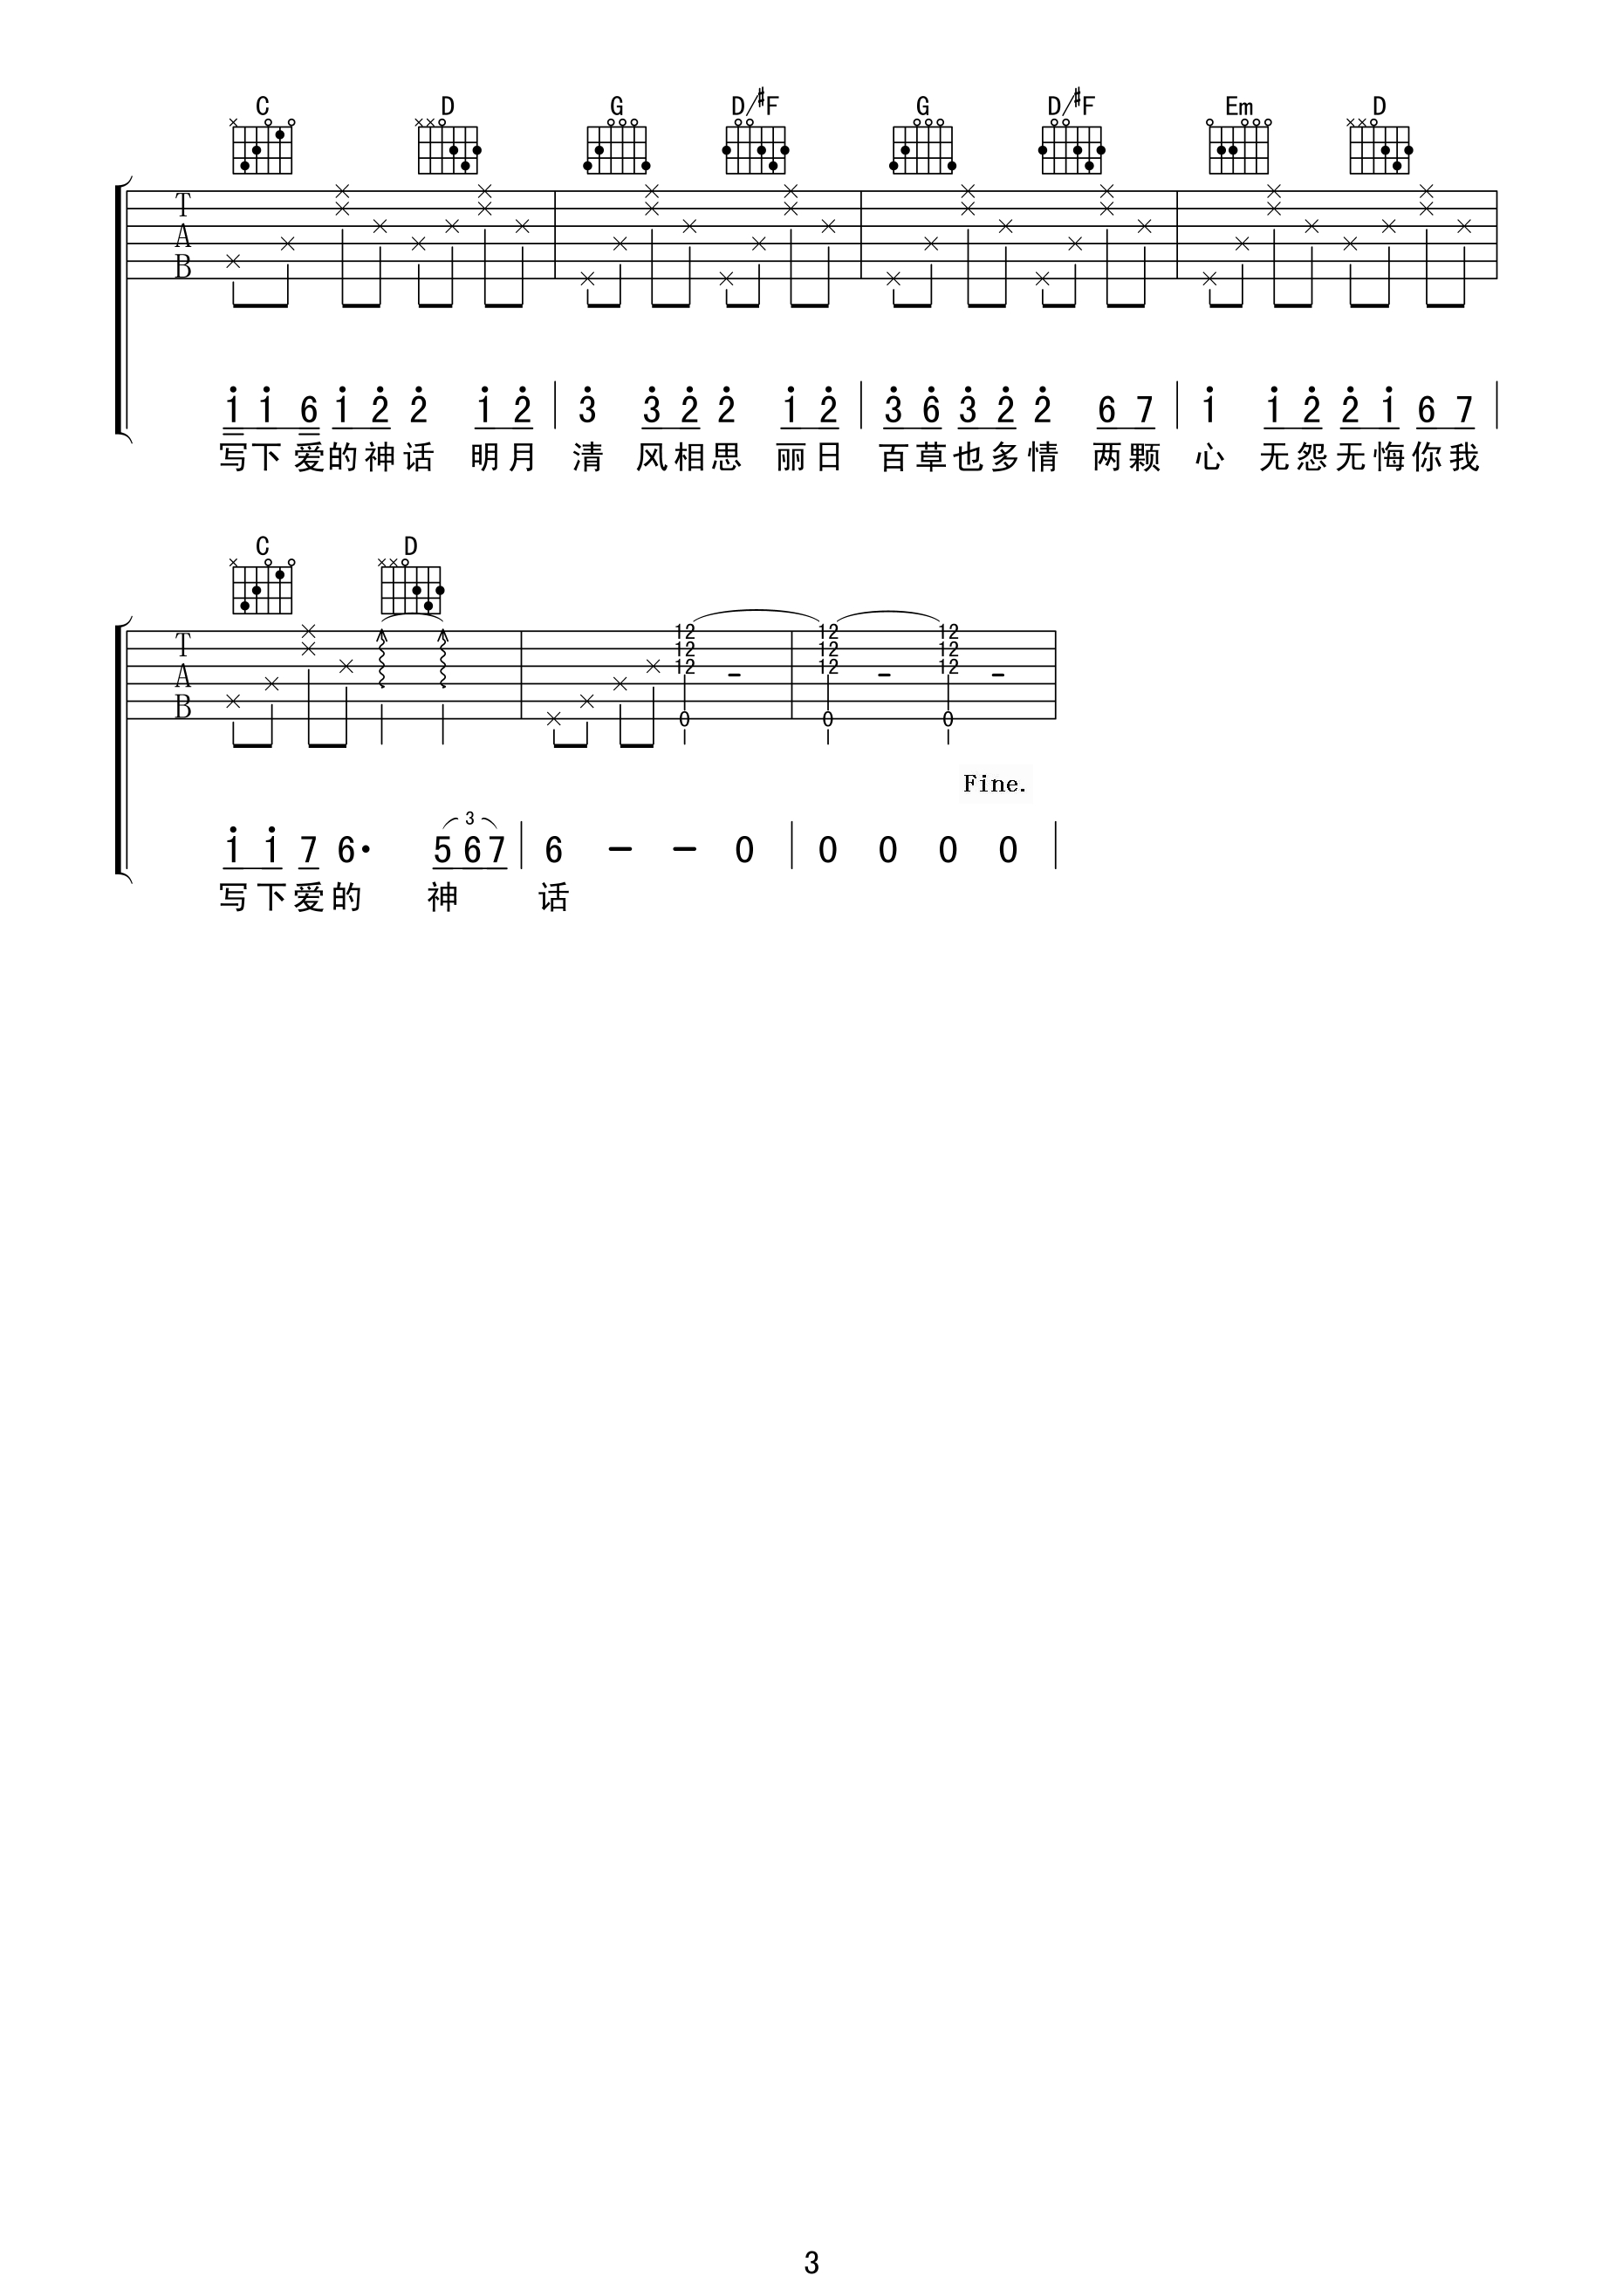 C D G D/#F G D/#F Em D
T
A
B
1 1 6 1 2 2 1 2 3 3 2 2 1 2 3 6 3 2 2 6 7 1 1 2 2 1 6 7
写下 爱的神话 明月 清 风相思 丽日 百草也多情 两颗 心 无怨无悔你我
C D
T 12 12 12
12 12 12
A 12 12 12
B 0 0 0
Fine.
3
1 1 7 6· 5 6 7 6 – – 0 0 0 0 0
写下爱的 神 话
3